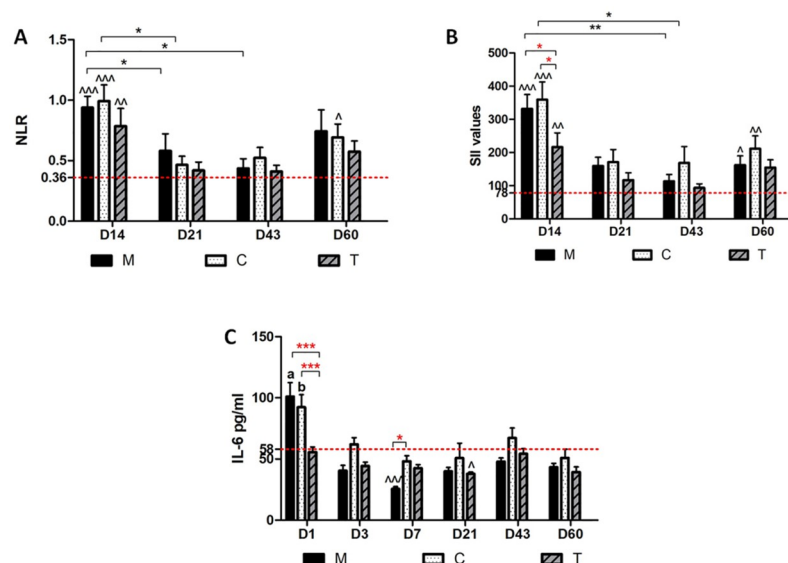 A
*
*
*
1.5
1.0
0.5
0.36
0.0
NLR
^^^
^^^
^^
^
D14 D21 D43 D60
M C T
B
*
**
*
*
500
400
300
200
100
78
0
SII values
^^^
^^^
^^
^
^^
D14 D21 D43 D60
M C T
C
150
100
58
50
0
IL-6 pg/ml
***
***
a b
*
^^^
^
D1 D3 D7 D21 D43 D60
M C T